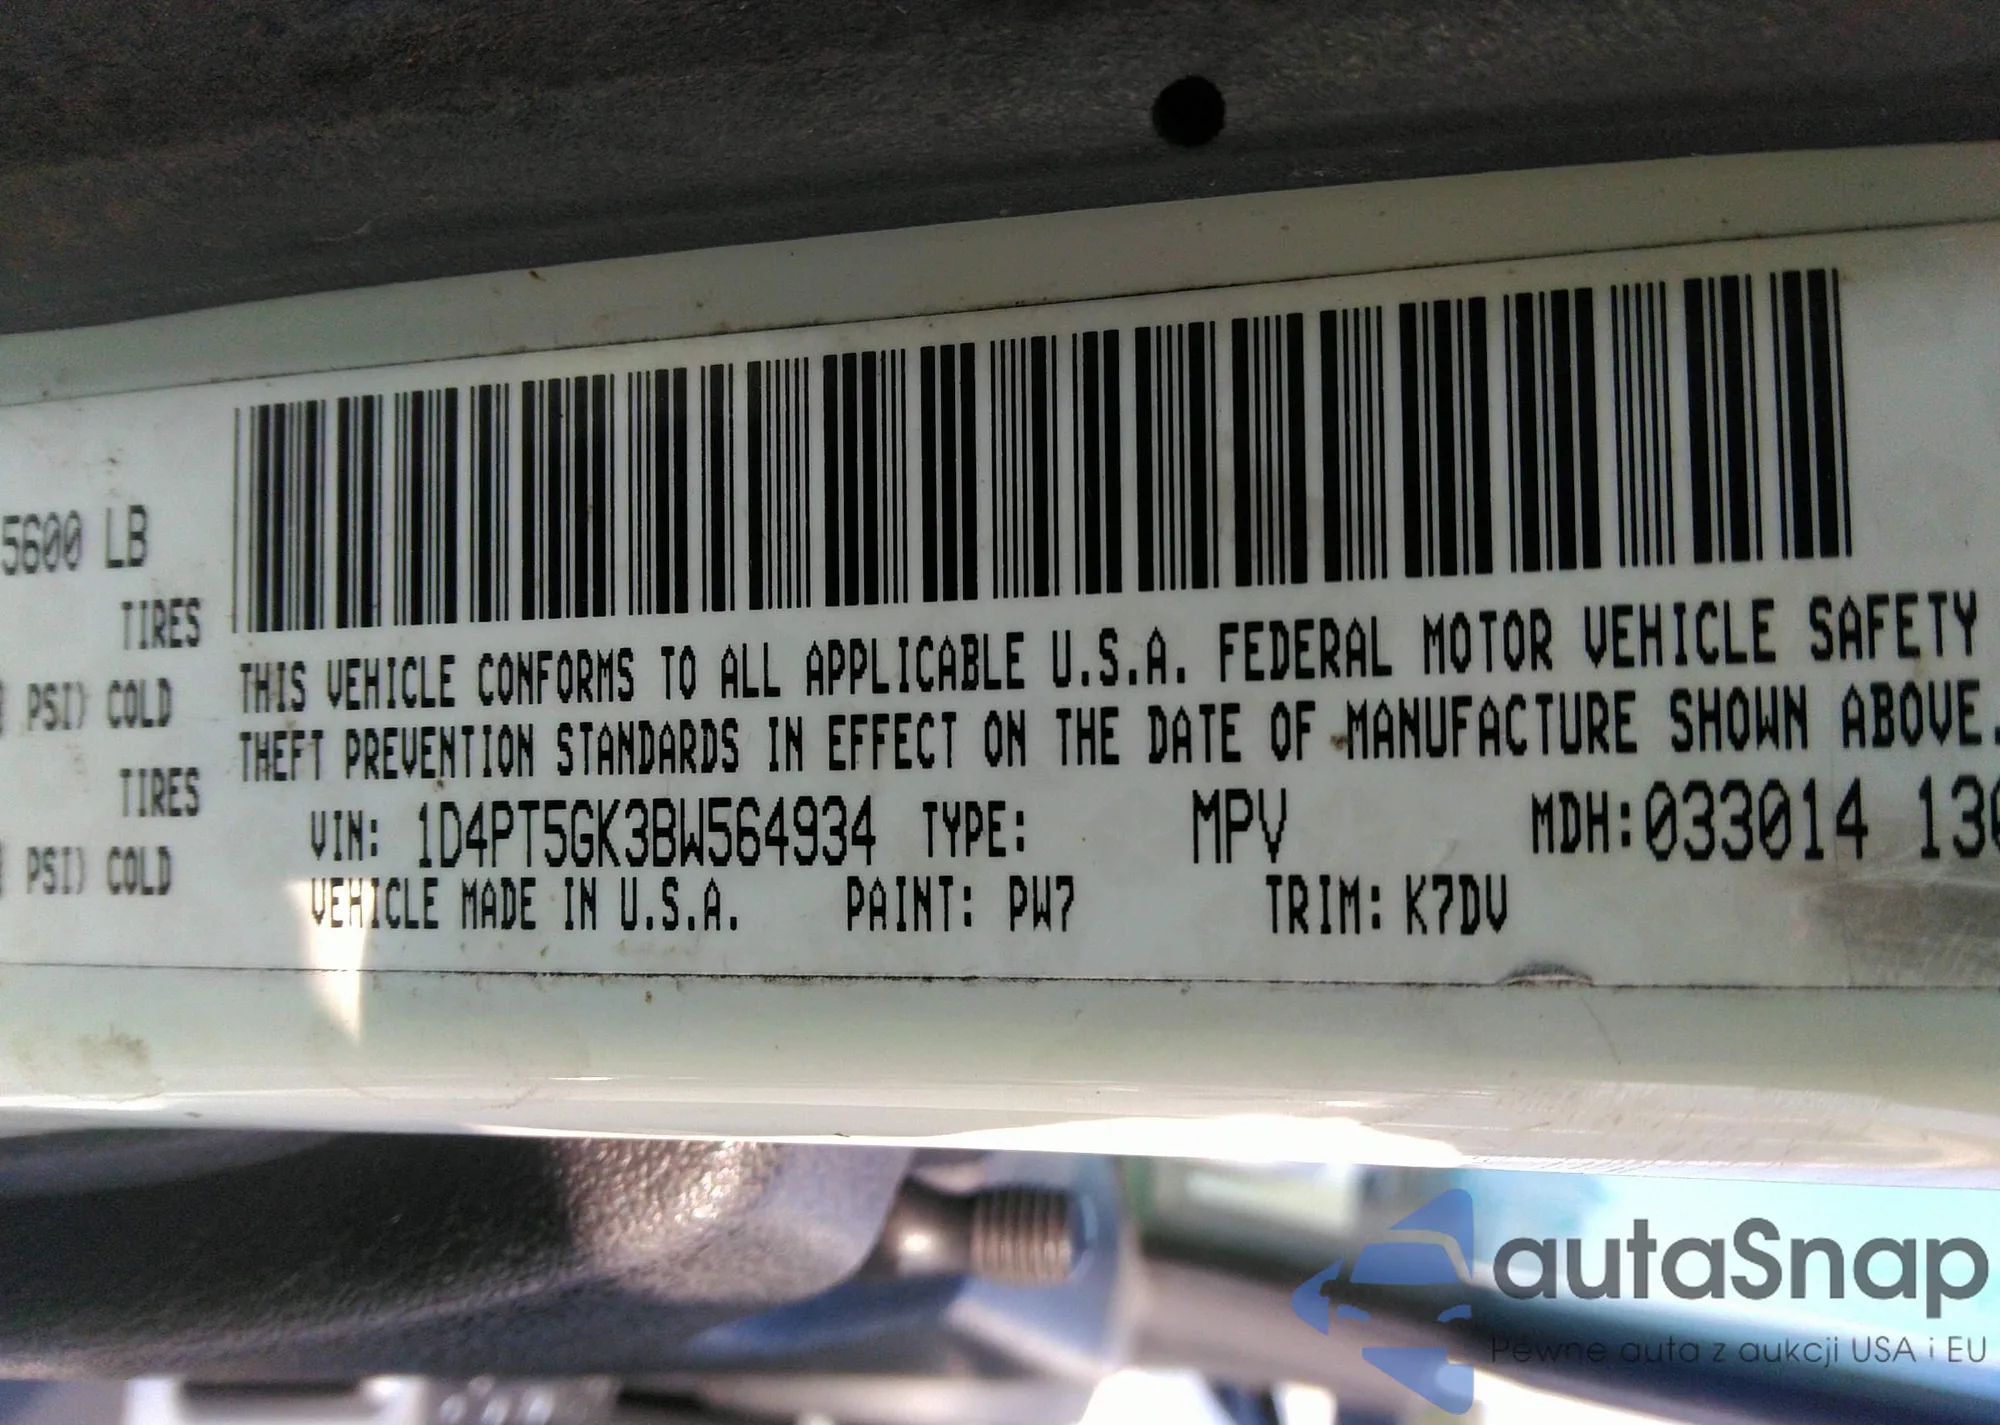 5600 LB
TIRES
PSI) COLD
TIRES
PSI) COLD
THIS VEHICLE CONFORMS TO ALL APPLICABLE U.S.A. FEDERAL MOTOR VEHICLE SAFETY
THEFT PREVENTION STANDARDS IN EFFECT ON THE DATE OF MANUFACTURE SHOWN ABOVE.
VIN: 1D4PT5GK3BW564934 TYPE: MPV MDH:033014 13
VEHICLE MADE IN U.S.A. PAINT: PW7 TRIM: K7DV
autaSnap
Pewne auta z aukcji USA i EU